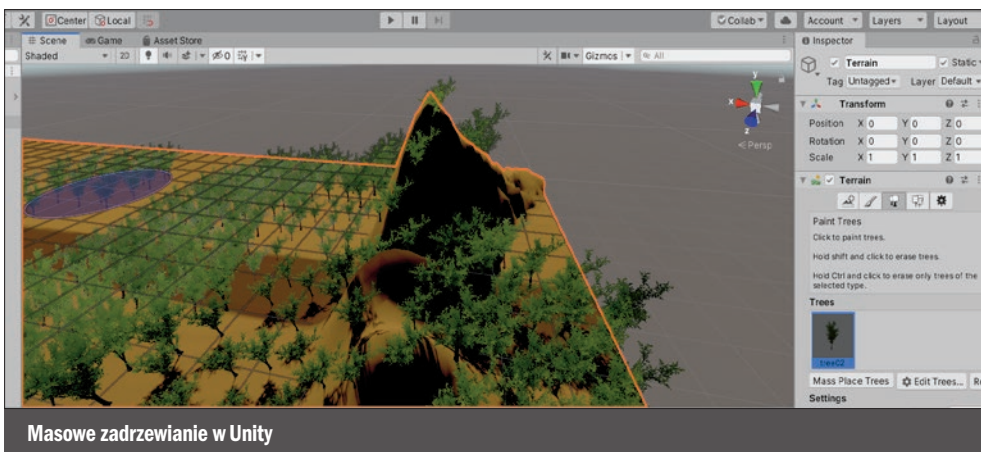 Center Local Collab Account Layers Layout
Scene Game Asset Store Inspector
Shaded 2D 0 Gizmos All
Terrain Static
Tag Untagged Layer Default
Transform
Position X 0 Y 0 Z 0
Rotation X 0 Y 0 Z 0
Scale X 1 Y 1 Z 1
y
x
z
Persp
Terrain
Paint Trees
Click to paint trees.
Hold shift and click to erase trees.
Hold Ctrl and click to erase only trees of the
selected type.
Trees
treeC2
Mass Place Trees Edit Trees...
Settings
Masowe zadrzewianie w Unity